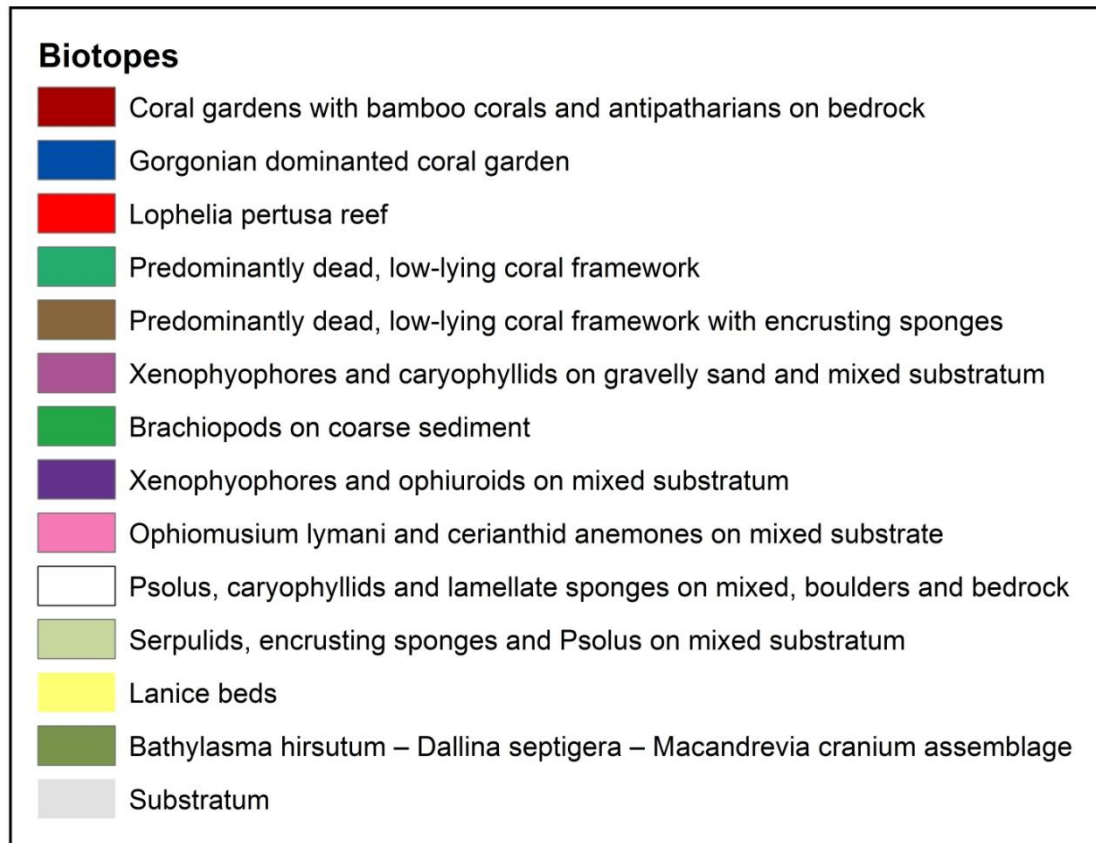 Biotopes
Coral gardens with bamboo corals and antipatharians on bedrock
Gorgonian dominanted coral garden
Lophelia pertusa reef
Predominantly dead, low-lying coral framework
Predominantly dead, low-lying coral framework with encrusting sponges
Xenophyophores and caryophyllids on gravelly sand and mixed substratum
Brachiopods on coarse sediment
Xenophyophores and ophiuroids on mixed substratum
Ophiomusium lymani and cerianthid anemones on mixed substrate
Psolus, caryophyllids and lamellate sponges on mixed, boulders and bedrock
Serpulids, encrusting sponges and Psolus on mixed substratum
Lanice beds
Bathylasma hirsutum – Dallina septigera – Macandrevia cranium assemblage
Substratum